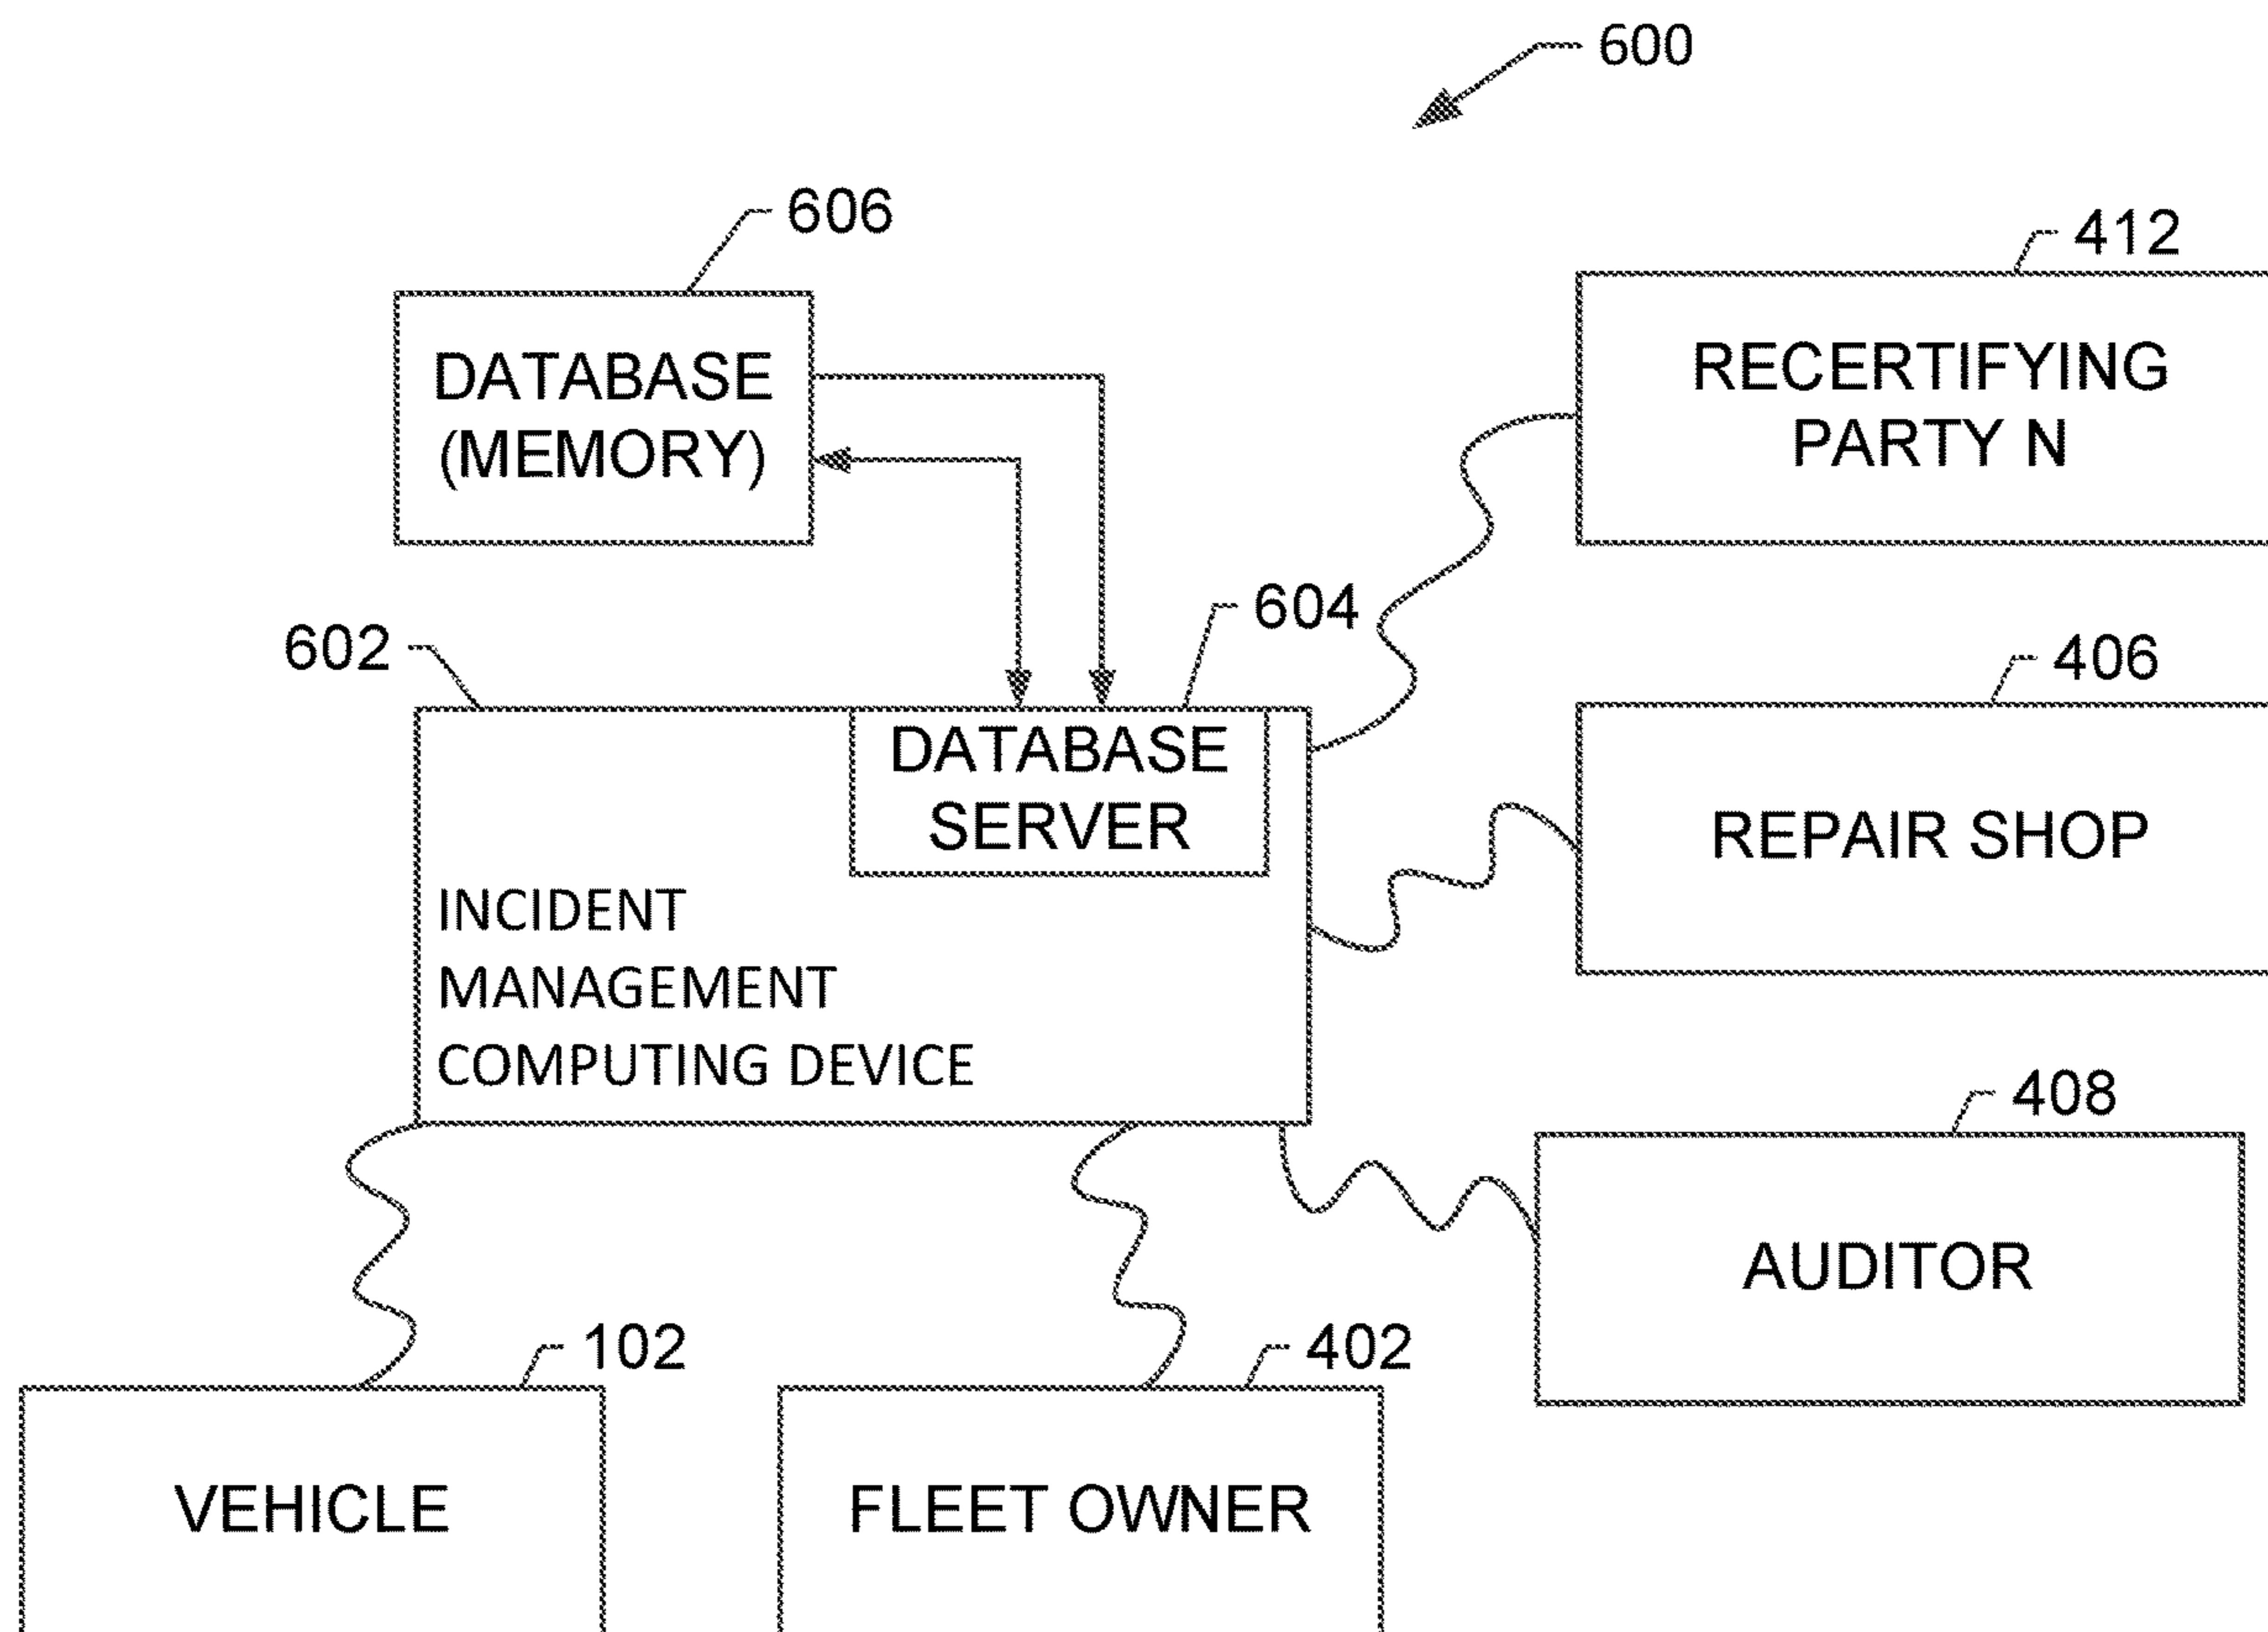 600
606
412
DATABASE
(MEMORY)
RECERTIFYING
PARTY N
604
602
406
DATABASE
SERVER
REPAIR SHOP
INCIDENT
MANAGEMENT
COMPUTING DEVICE
408
AUDITOR
102
402
VEHICLE
FLEET OWNER